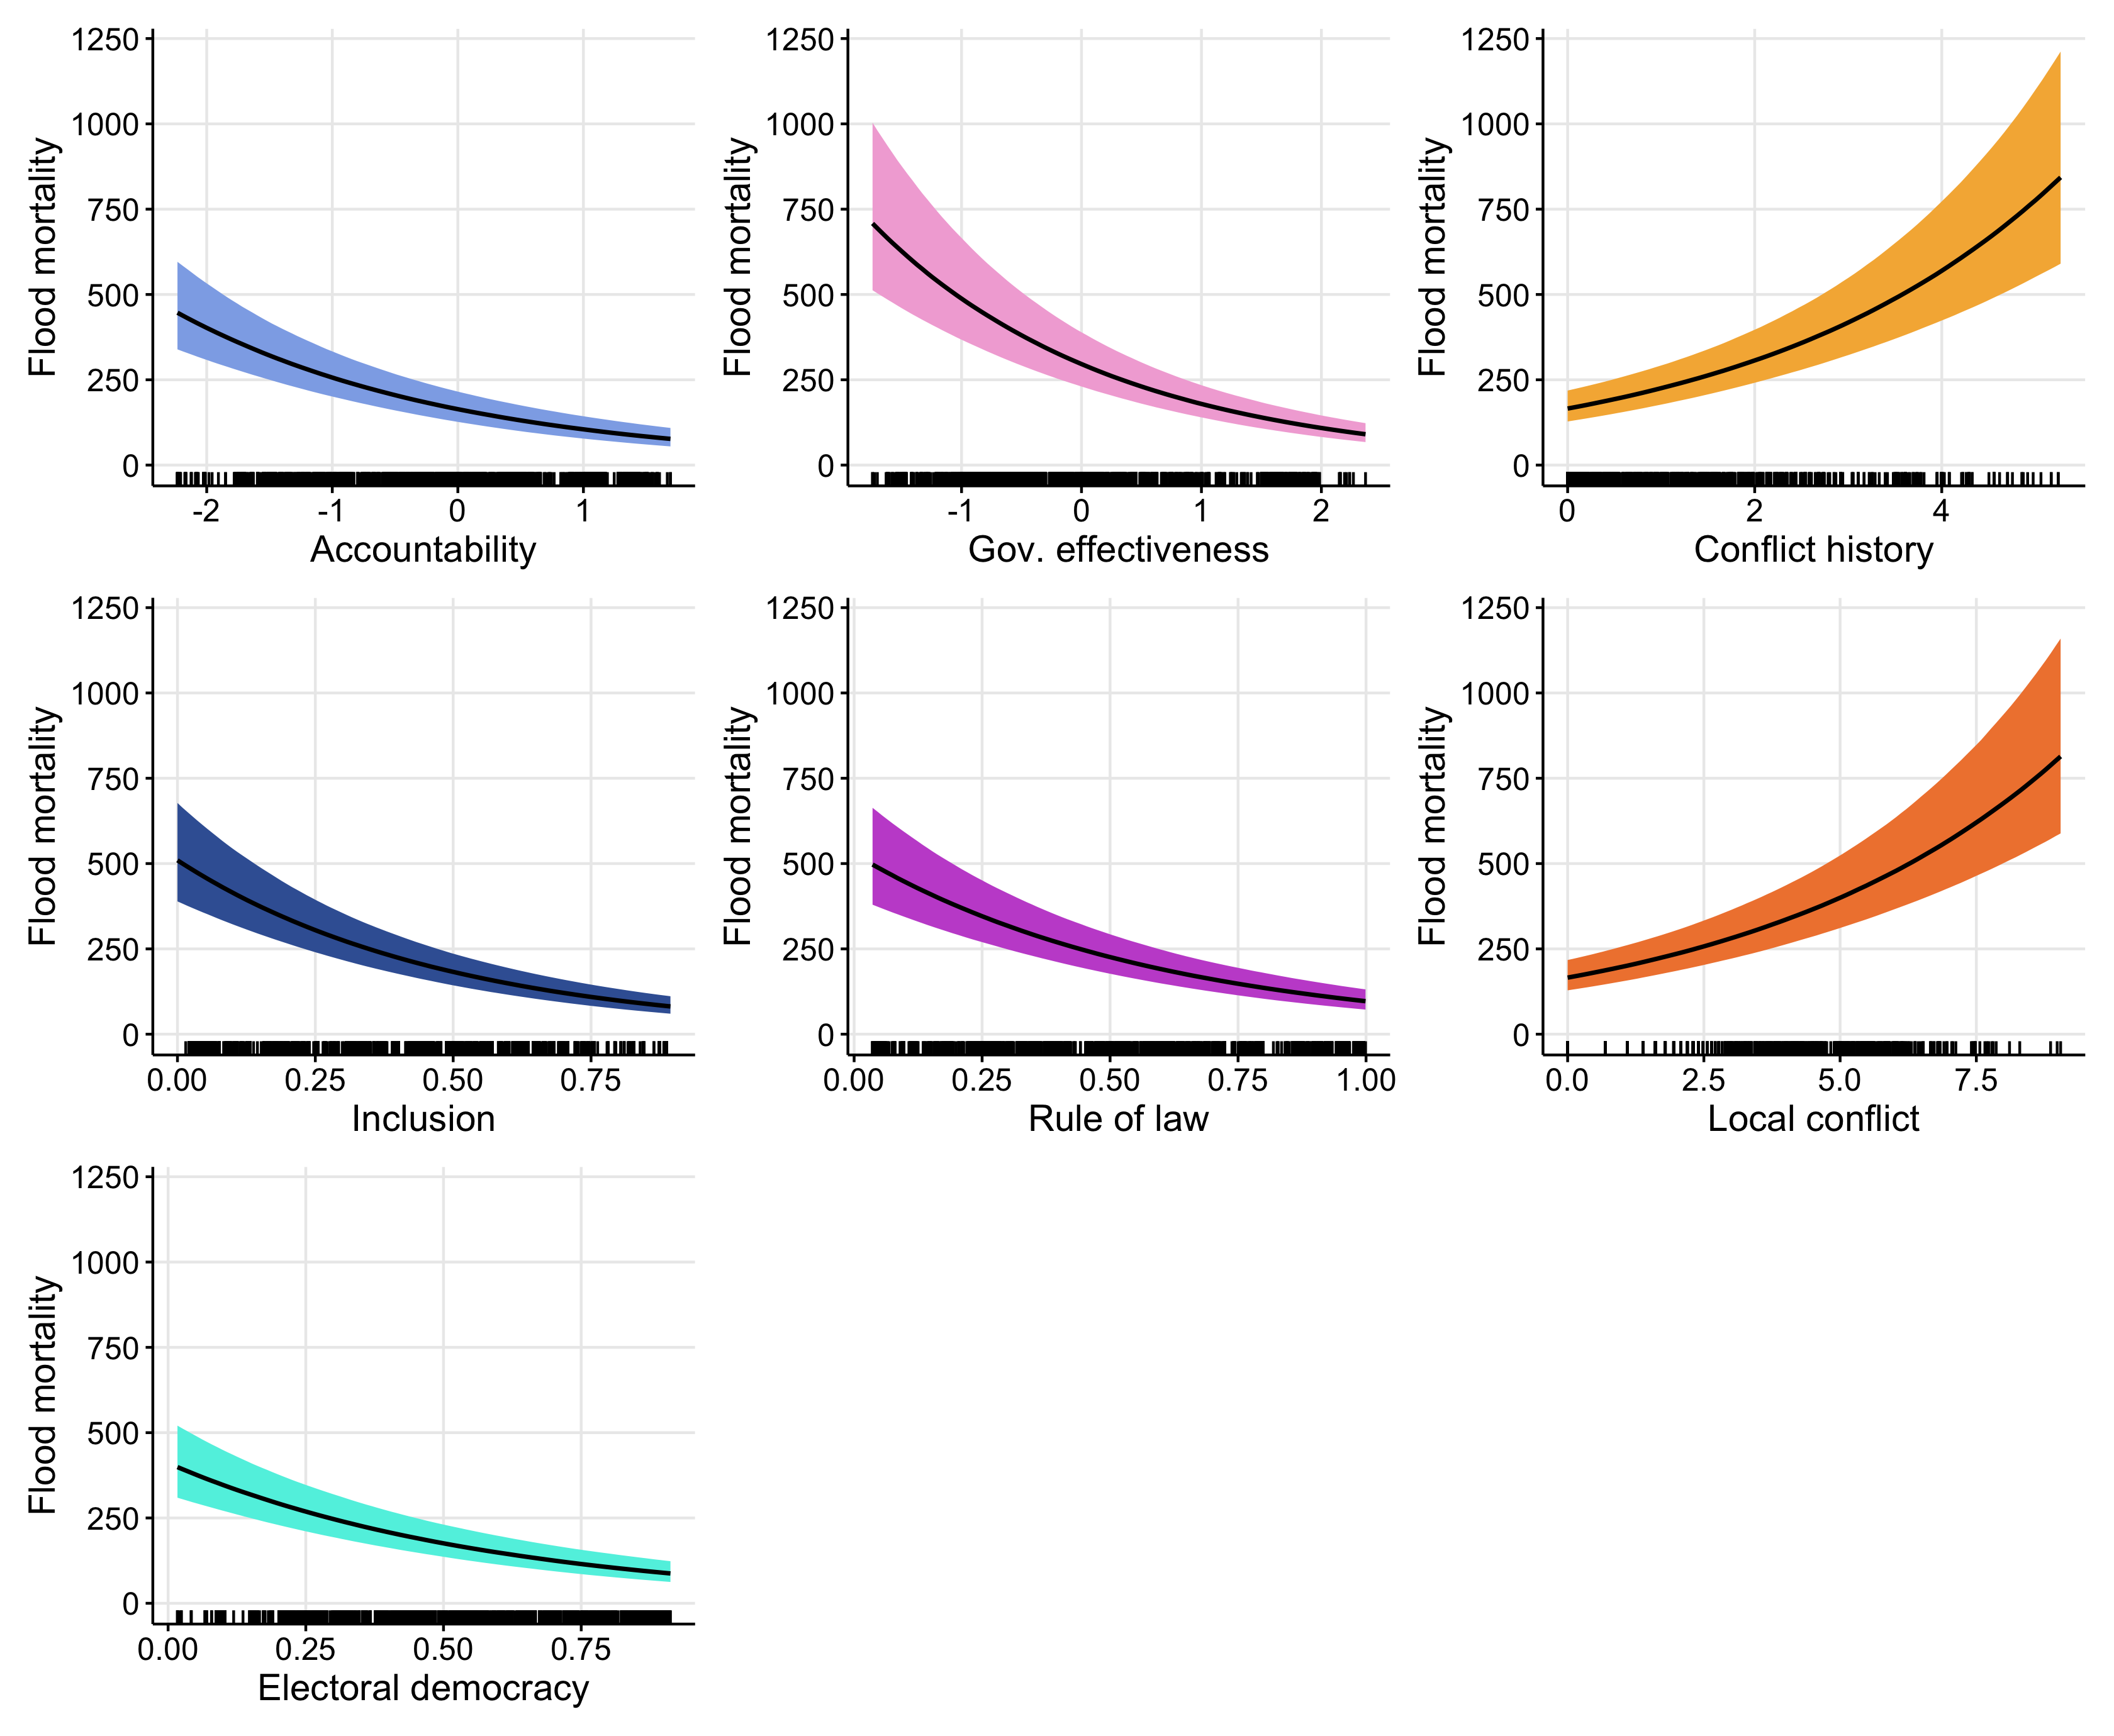 Flood mortality
1250
1000
750
500
250
0
-2 -1 0 1
Accountability
Flood mortality
1250
1000
750
500
250
0
-1 0 1 2
Gov. effectiveness
Flood mortality
1250
1000
750
500
250
0
0 2 4
Conflict history
Flood mortality
1250
1000
750
500
250
0
0.00 0.25 0.50 0.75
Inclusion
Flood mortality
1250
1000
750
500
250
0
0.00 0.25 0.50 0.75 1.00
Rule of law
Flood mortality
1250
1000
750
500
250
0
0.0 2.5 5.0 7.5
Local conflict
Flood mortality
1250
1000
750
500
250
0
0.00 0.25 0.50 0.75
Electoral democracy